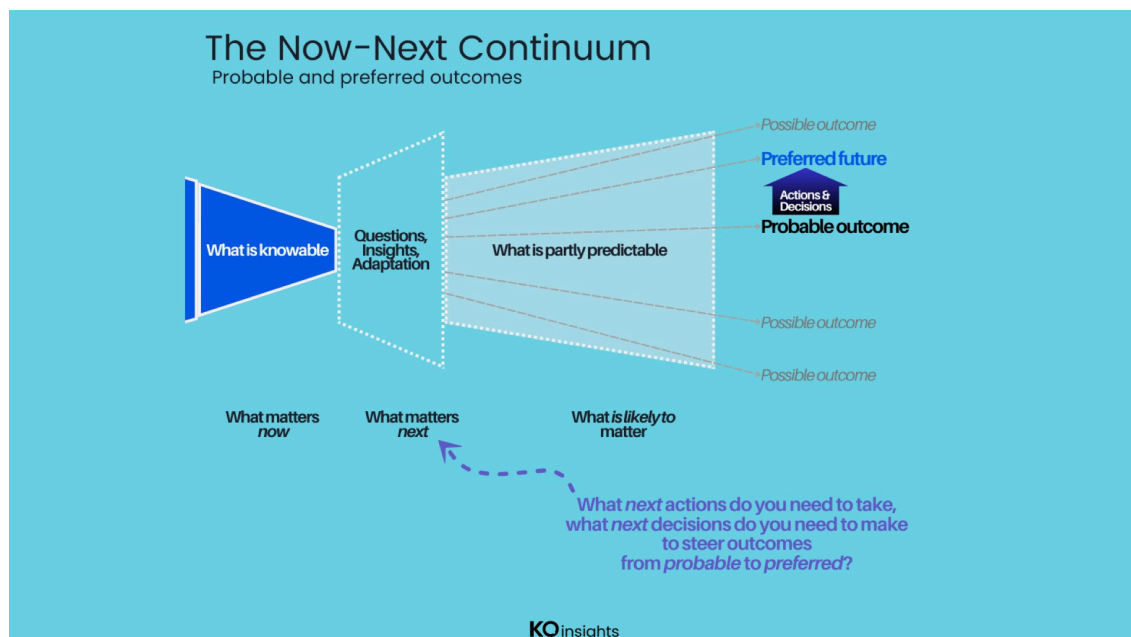 The Now-Next Continuum
Probable and preferred outcomes
Possible outcome
Preferred future
Actions &
Decisions
Probable outcome
What is knowable
Questions,
Insights,
Adaptation
What is partly predictable
Possible outcome
Possible outcome
What matters
now
What matters
next
What is likely to
matter
What next actions do you need to take,
what next decisions do you need to make
to steer outcomes
from probable to preferred?
KO insights